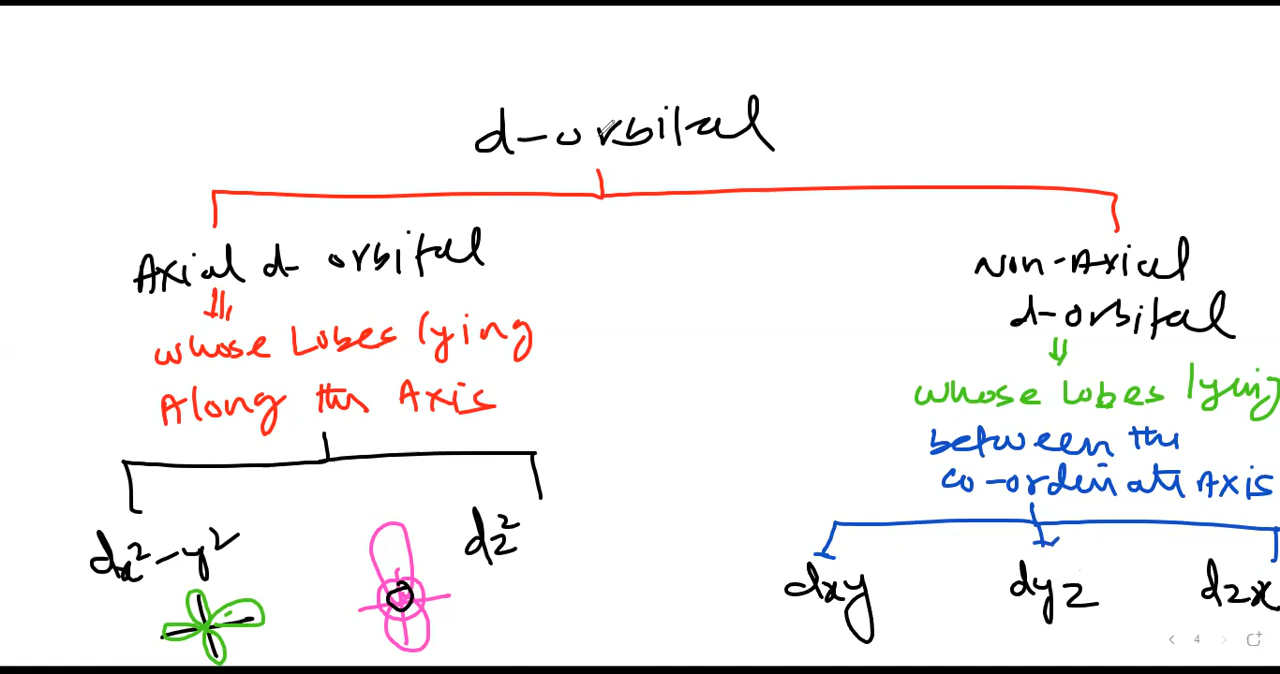 d-orbital
Axial d- orbital
whose Lobes lying
Along the Axis
dx²-y²
dz²
Non-Axial
d-orbital
whose Lobes lying
between the
co-ordinate Axis
dxy
dyz
dzx
4